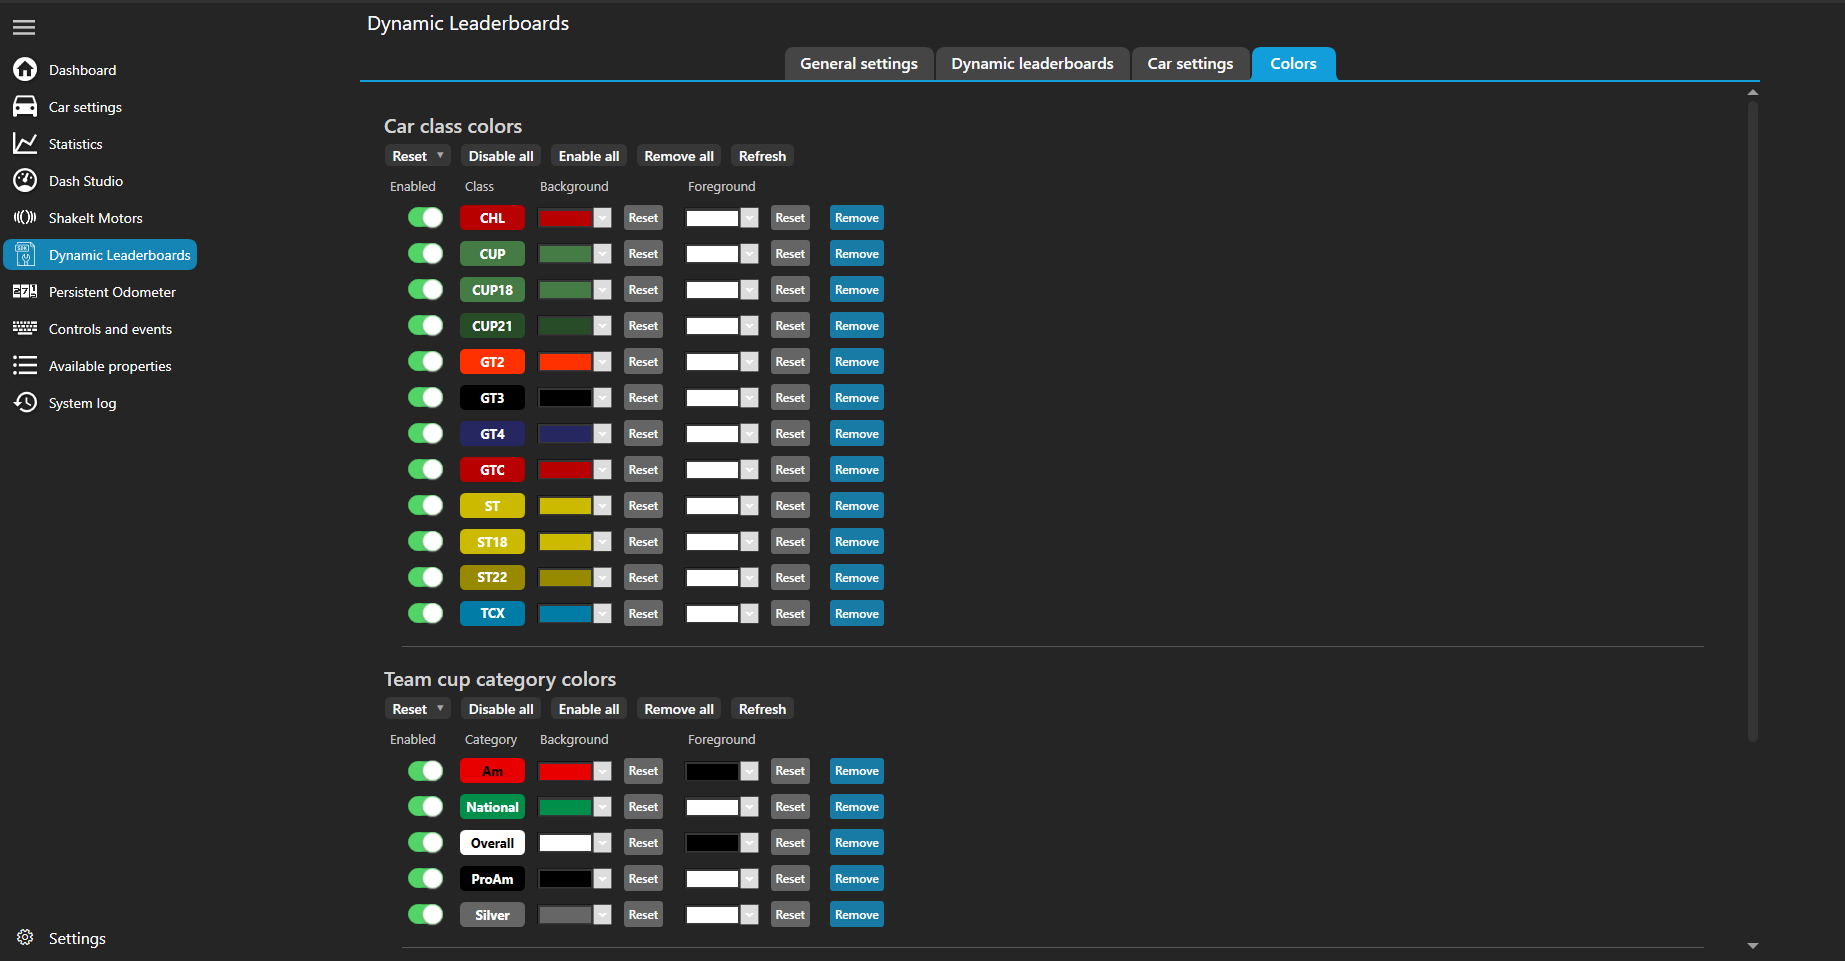 Dynamic Leaderboards
General settings Dynamic leaderboards Car settings Colors
Dashboard
Car settings
Statistics
Dash Studio
ShakeIt Motors
Dynamic Leaderboards
Persistent Odometer
Controls and events
Available properties
System log
Settings
Car class colors
Reset Disable all Enable all Remove all Refresh
Enabled Class Background Foreground
CHL Reset Reset Remove
CUP Reset Reset Remove
CUP18 Reset Reset Remove
CUP21 Reset Reset Remove
GT2 Reset Reset Remove
GT3 Reset Reset Remove
GT4 Reset Reset Remove
GTC Reset Reset Remove
ST Reset Reset Remove
ST18 Reset Reset Remove
ST22 Reset Reset Remove
TCX Reset Reset Remove
Team cup category colors
Reset Disable all Enable all Remove all Refresh
Enabled Category Background Foreground
Am Reset Reset Remove
National Reset Reset Remove
Overall Reset Reset Remove
ProAm Reset Reset Remove
Silver Reset Reset Remove